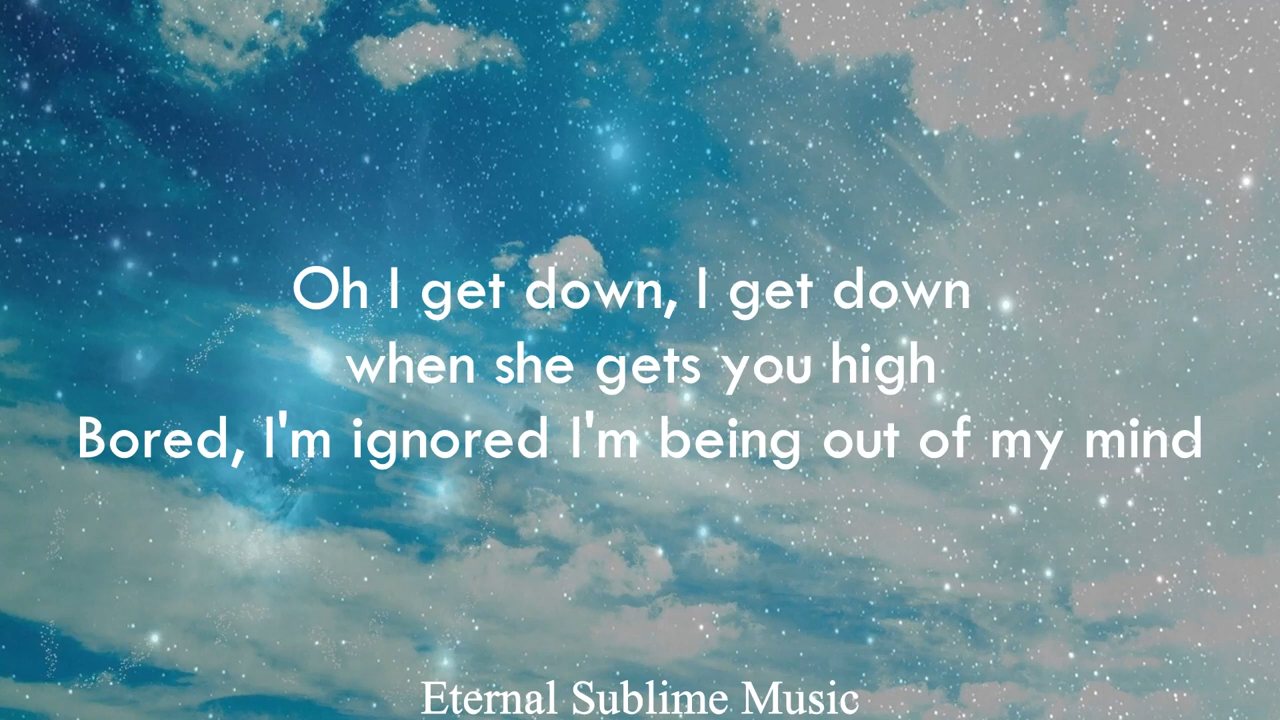 Oh I get down, I get down
when she gets you high
Bored, I'm ignored I'm being out of my mind
Eternal Sublime Music